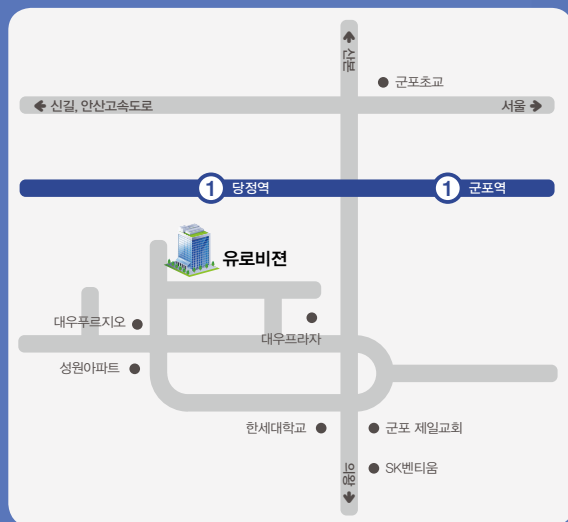 산본
군포초교
신길, 안산고속도로
서울
1 당정역
1 군포역
유로비젼
대우푸르지오
대우프라자
성원아파트
한세대학교
군포 제일교회
의왕
SK벤티움